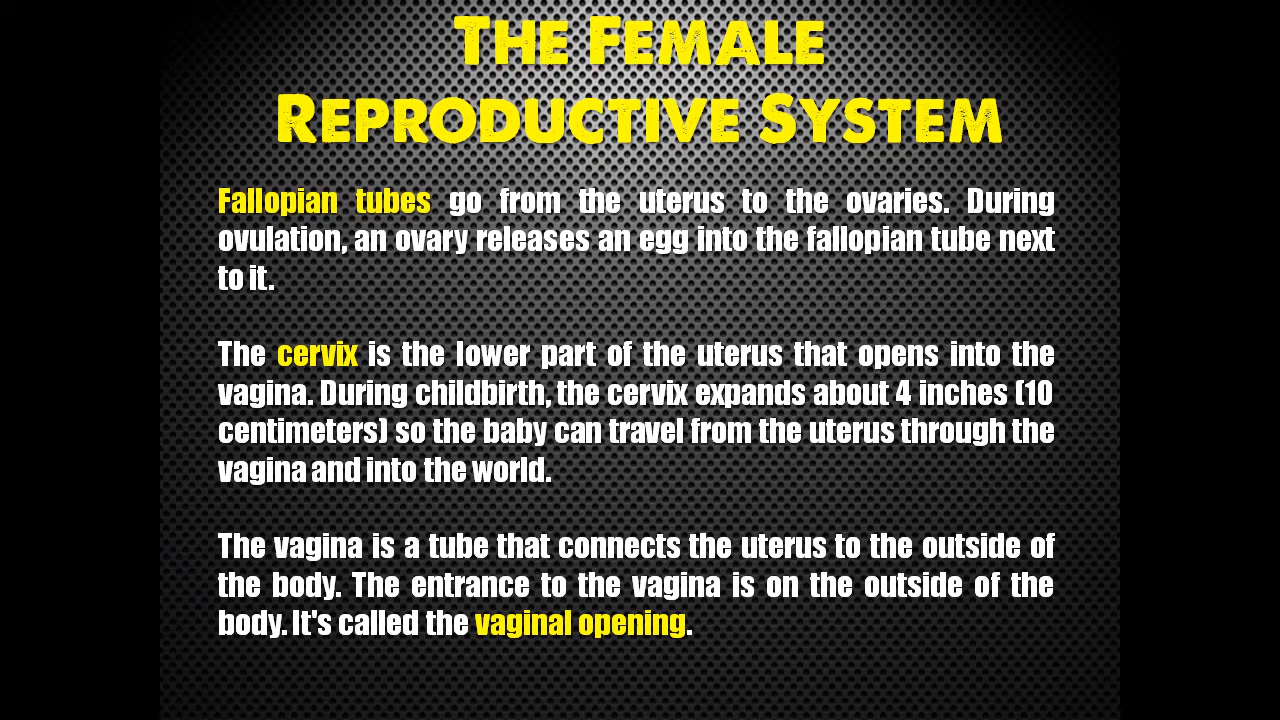 The Female
Reproductive System
Fallopian tubes go from the uterus to the ovaries. During
ovulation, an ovary releases an egg into the fallopian tube next
to it.
The cervix is the lower part of the uterus that opens into the
vagina. During childbirth, the cervix expands about 4 inches (10
centimeters) so the baby can travel from the uterus through the
vagina and into the world.
The vagina is a tube that connects the uterus to the outside of
the body. The entrance to the vagina is on the outside of the
body. It's called the vaginal opening.